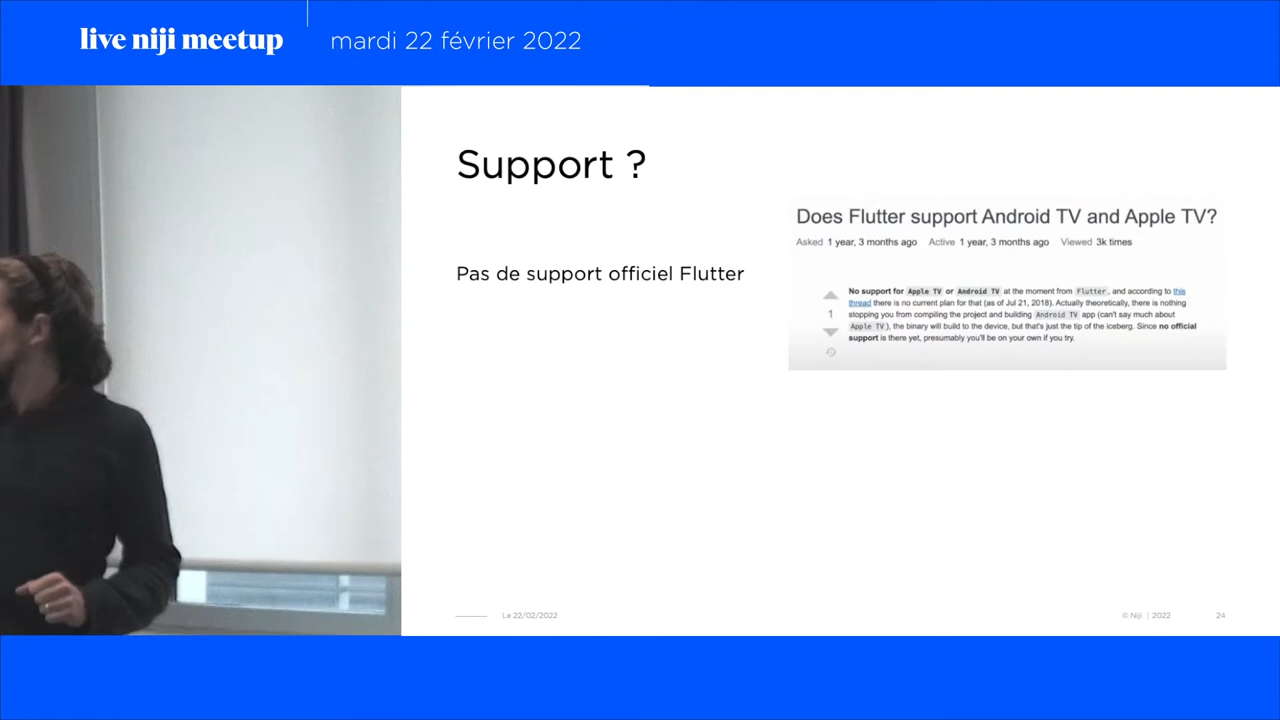 live niji meetup
mardi 22 février 2022
Support ?
Does Flutter support Android TV and Apple TV?
Asked 1 year, 3 months ago Active 1 year, 3 months ago Viewed 3k times
Pas de support officiel Flutter
No support for Apple TV or Android TV at the moment from Flutter, and according to this
thread there is no current plan for that (as of Jul 21, 2018). Actually theoretically, there is nothing
1
stopping you from compiling the project and building Android TV app (can't say much about
Apple TV), the binary will build to the device, but that's just the tip of the iceberg. Since no official
support is there yet, presumably you'll be on your own if you try.
Le 22/02/2022
© Niji | 2022
24